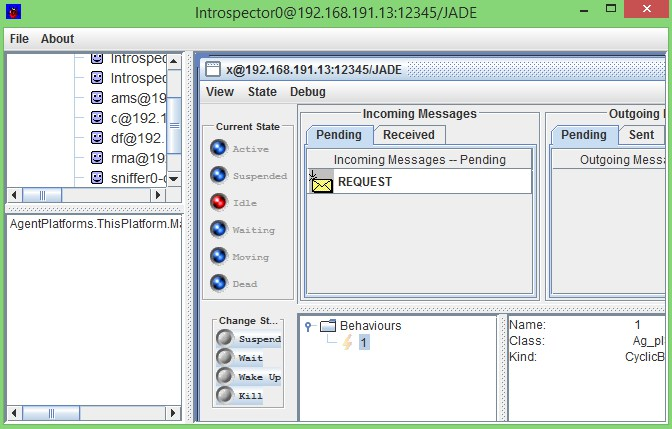 Introspector0@192.168.191.13:12345/JADE
File About
Introspec
Introspec
ams@19
c@192.1
df@192.
rma@19
sniffer0-c
AgentPlatforms.ThisPlatform.Ma
x@192.168.191.13:12345/JADE
View State Debug
Current State
Active
Suspended
Idle
Waiting
Moving
Dead
Change St...
Suspend
Wait
Wake Up
Kill
Incoming Messages
Pending Received
Incoming Messages -- Pending
REQUEST
Outgoing M
Pending Sent
Outgoing Messa
Behaviours
1
Name: 1
Class: Ag_pl
Kind: CyclicB